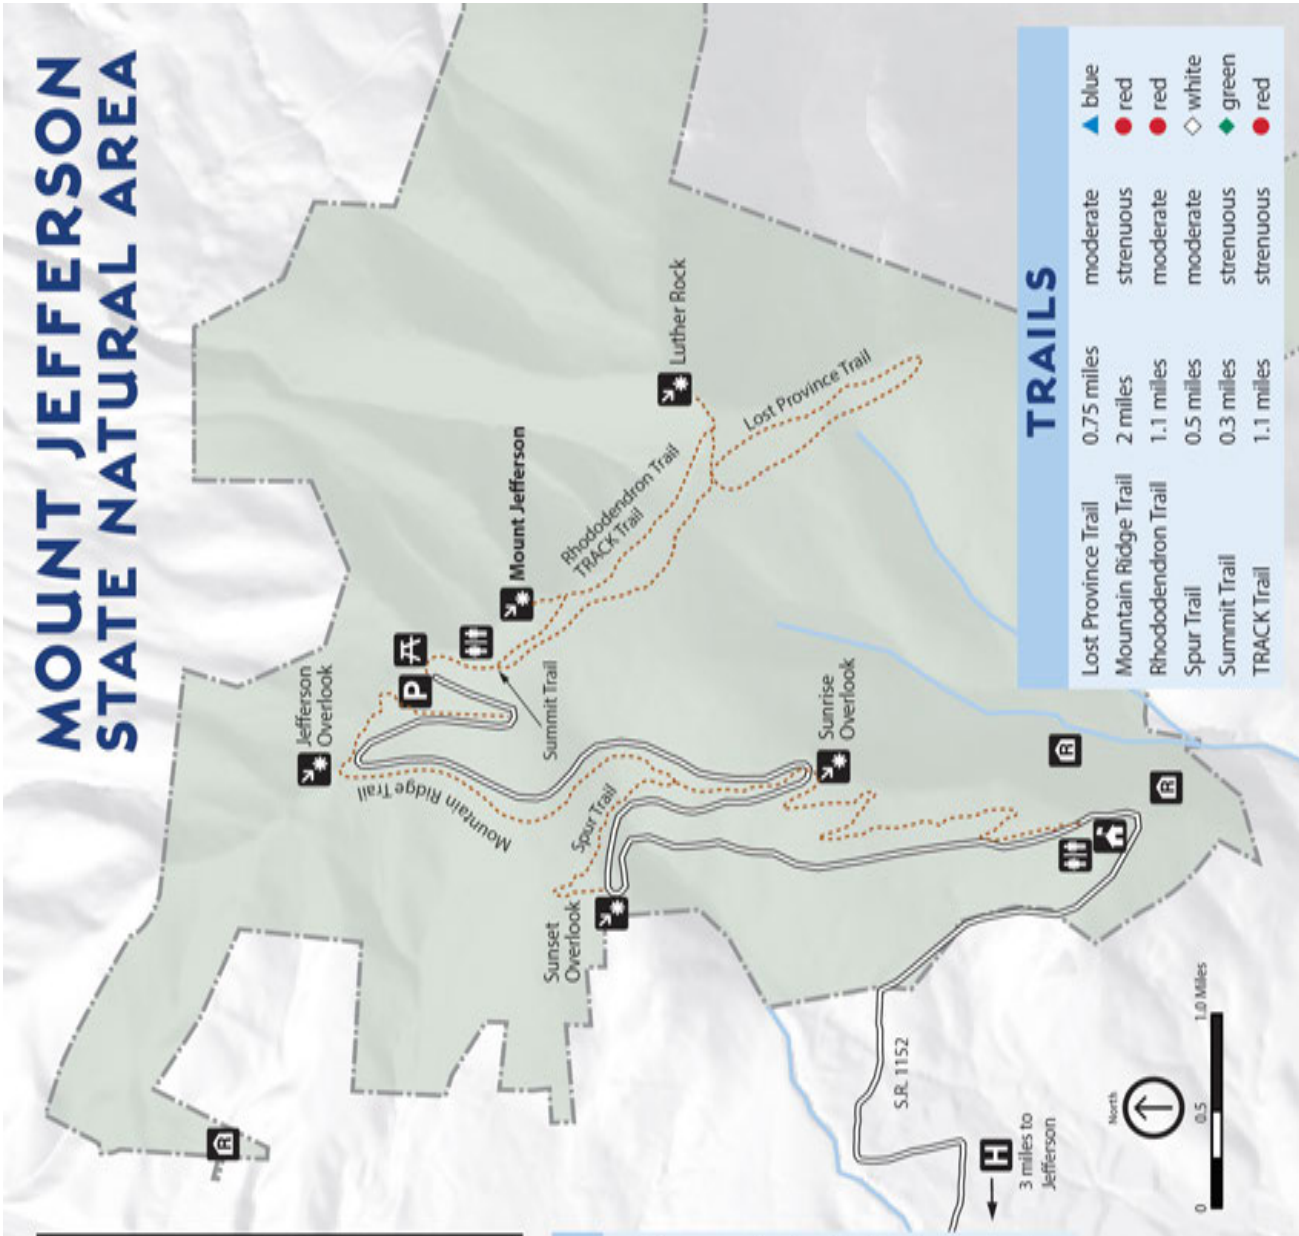 MOUNT JEFFERSON
STATE NATURAL AREA
Jefferson
Overlook
P
Mount Jefferson
Luther Rock
Rhododendron Trail
TRACK Trail
Lost Province Trail
Summit Trail
Mountain Ridge Trail
Spur Trail
Sunset
Overlook
Sunrise
Overlook
R
R
R
S.R. 1152
H
3 miles to
Jefferson
North
0 0.5 1.0 Miles
TRAILS
Lost Province Trail 0.75 miles moderate blue
Mountain Ridge Trail 2 miles strenuous red
Rhododendron Trail 1.1 miles moderate red
Spur Trail 0.5 miles moderate white
Summit Trail 0.3 miles strenuous green
TRACK Trail 1.1 miles strenuous red